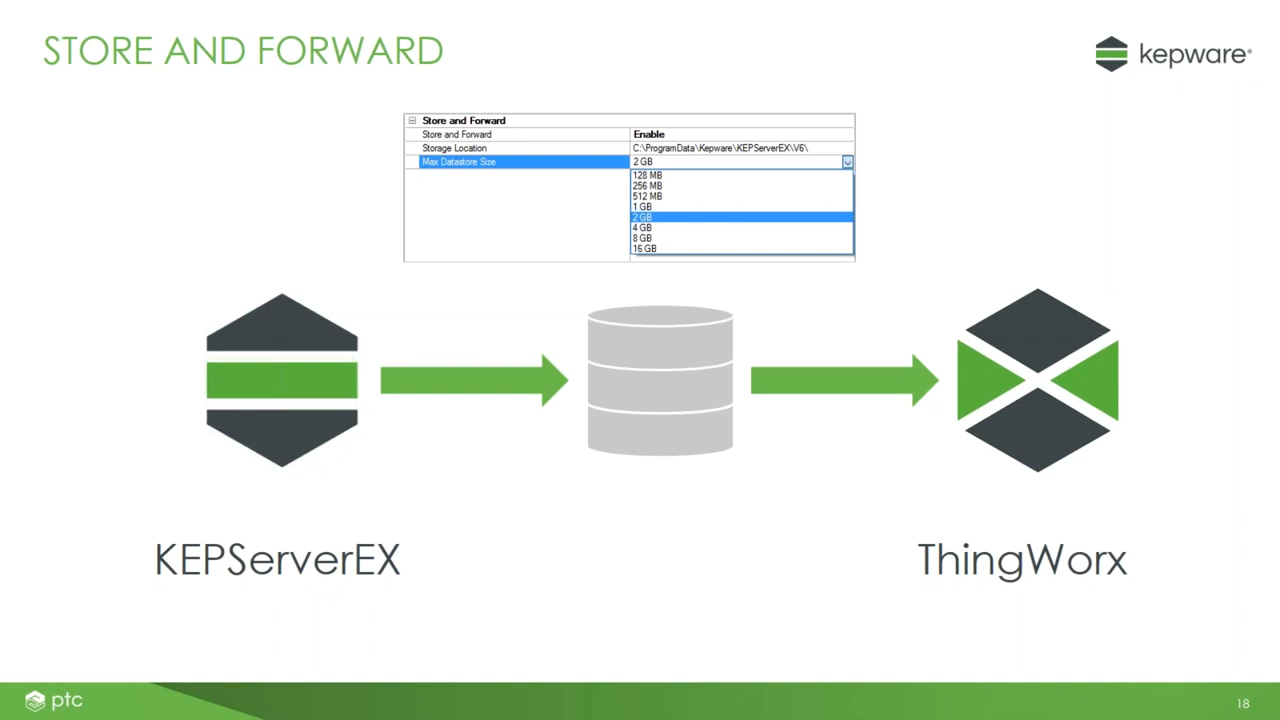 STORE AND FORWARD
kepware®
Store and Forward
Store and Forward Enable
Storage Location C:\ProgramData\Kepware\KEPServerEX\V6\
Max Datastore Size 2 GB
128 MB
256 MB
512 MB
1 GB
2 GB
4 GB
8 GB
16 GB
KEPServerEX
ThingWorx
ptc
18